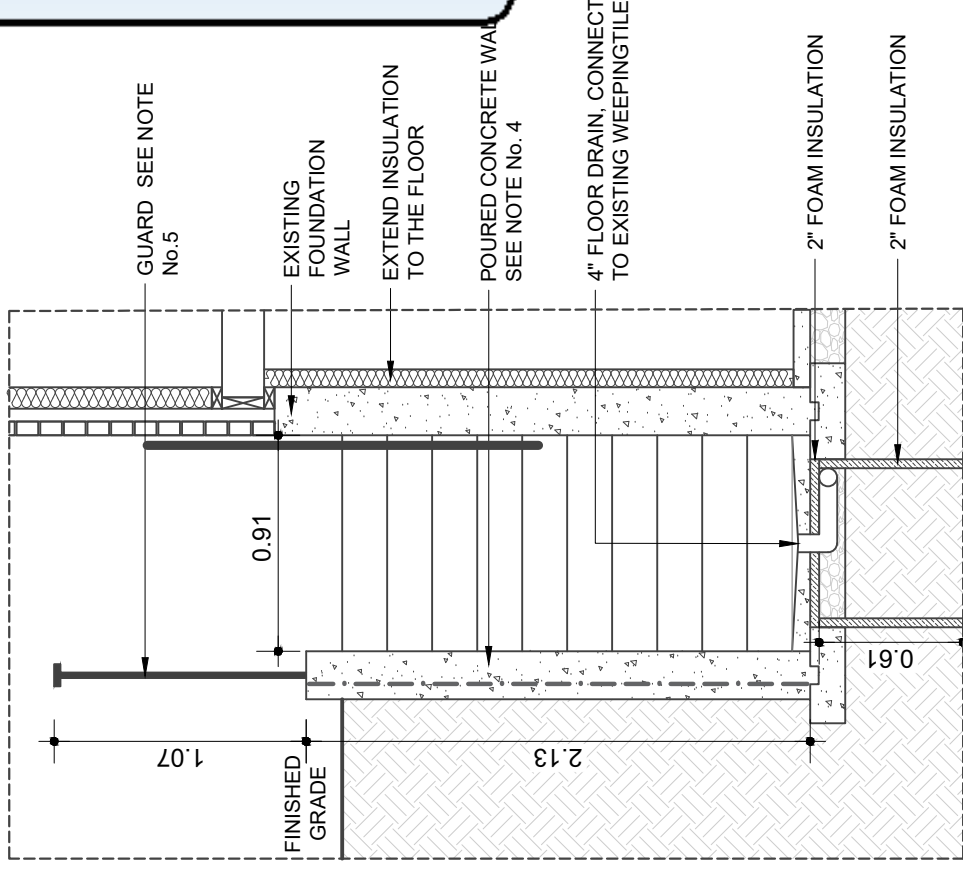 GUARD SEE NOTE
No.5
EXISTING
FOUNDATION
WALL
EXTEND INSULATION
TO THE FLOOR
POURED CONCRETE WALL
SEE NOTE No. 4
4" FLOOR DRAIN, CONNECT
TO EXISTING WEEPINGTILE
2" FOAM INSULATION
2" FOAM INSULATION
0.91
1.07
FINISHED
GRADE
2.13
0.61